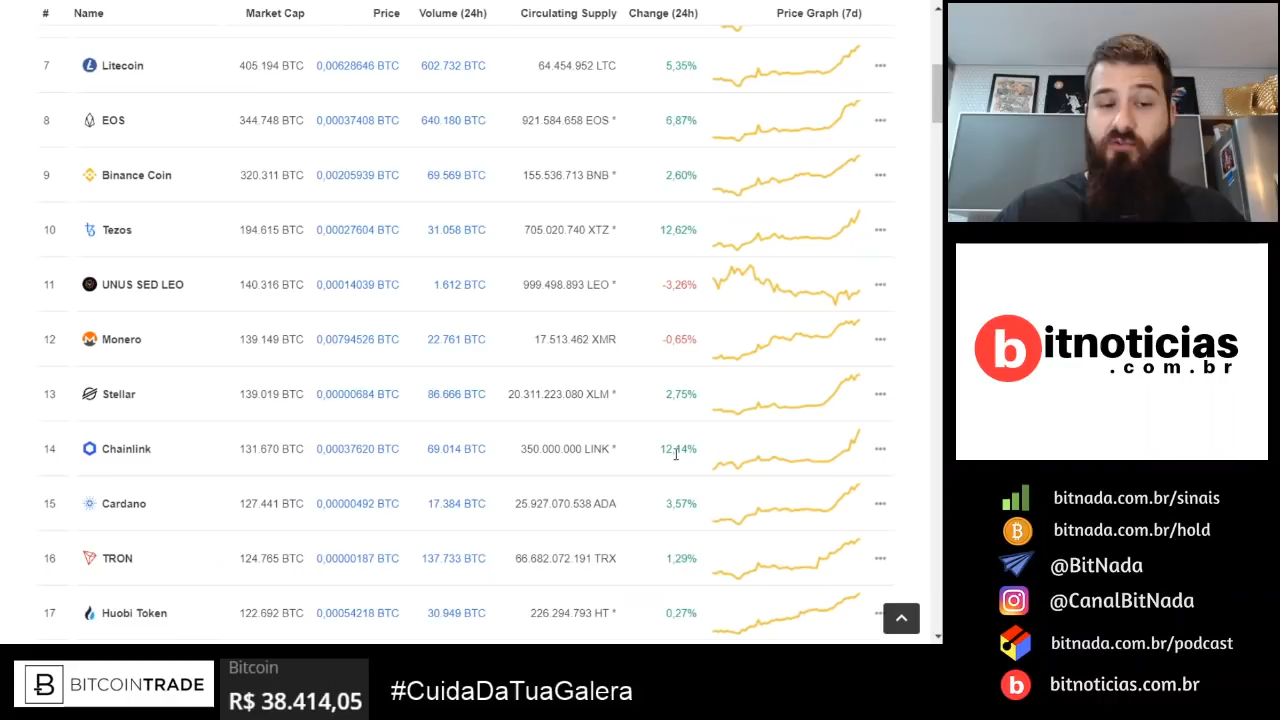 # Name Market Cap Price Volume (24h) Circulating Supply Change (24h) Price Graph (7d)
7 Litecoin 405.194 BTC 0,00628646 BTC 602.732 BTC 64.454.952 LTC 5,35%
8 EOS 344.748 BTC 0,00037408 BTC 640.180 BTC 921.584.658 EOS * 6,87%
9 Binance Coin 320.311 BTC 0,00205939 BTC 69.569 BTC 155.536.713 BNB * 2,60%
10 Tezos 194.615 BTC 0,00027604 BTC 31.058 BTC 705.020.740 XTZ * 12,62%
11 UNUS SED LEO 140.316 BTC 0,00014039 BTC 1.612 BTC 999.498.893 LEO * -3,26%
12 Monero 139.149 BTC 0,00794526 BTC 22.761 BTC 17.513.462 XMR -0,65%
13 Stellar 139.019 BTC 0,00000684 BTC 86.666 BTC 20.311.223.080 XLM * 2,75%
14 Chainlink 131.670 BTC 0,00037620 BTC 69.014 BTC 350.000.000 LINK * 12,14%
15 Cardano 127.441 BTC 0,00000492 BTC 17.384 BTC 25.927.070.538 ADA 3,57%
16 TRON 124.765 BTC 0,00000187 BTC 137.733 BTC 66.682.072.191 TRX 1,29%
17 Huobi Token 122.692 BTC 0,00054218 BTC 30.949 BTC 226.294.793 HT * 0,27%
bitnoticias
.com.br
bitnada.com.br/sinais
bitnada.com.br/hold
@BitNada
@CanalBitNada
bitnada.com.br/podcast
bitnoticias.com.br
BITCOINTRADE
Bitcoin
R$ 38.414,05
#CuidaDaTuaGalera